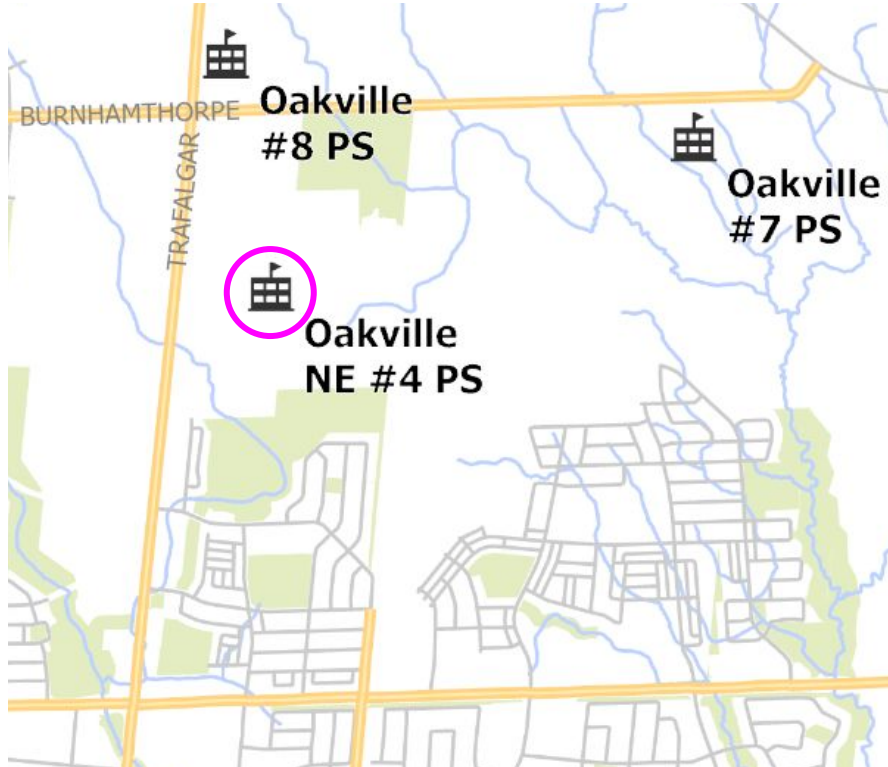 Oakville
#8 PS
BURNHAMTHORPE
TRAFALGAR
Oakville
#7 PS
Oakville
NE #4 PS